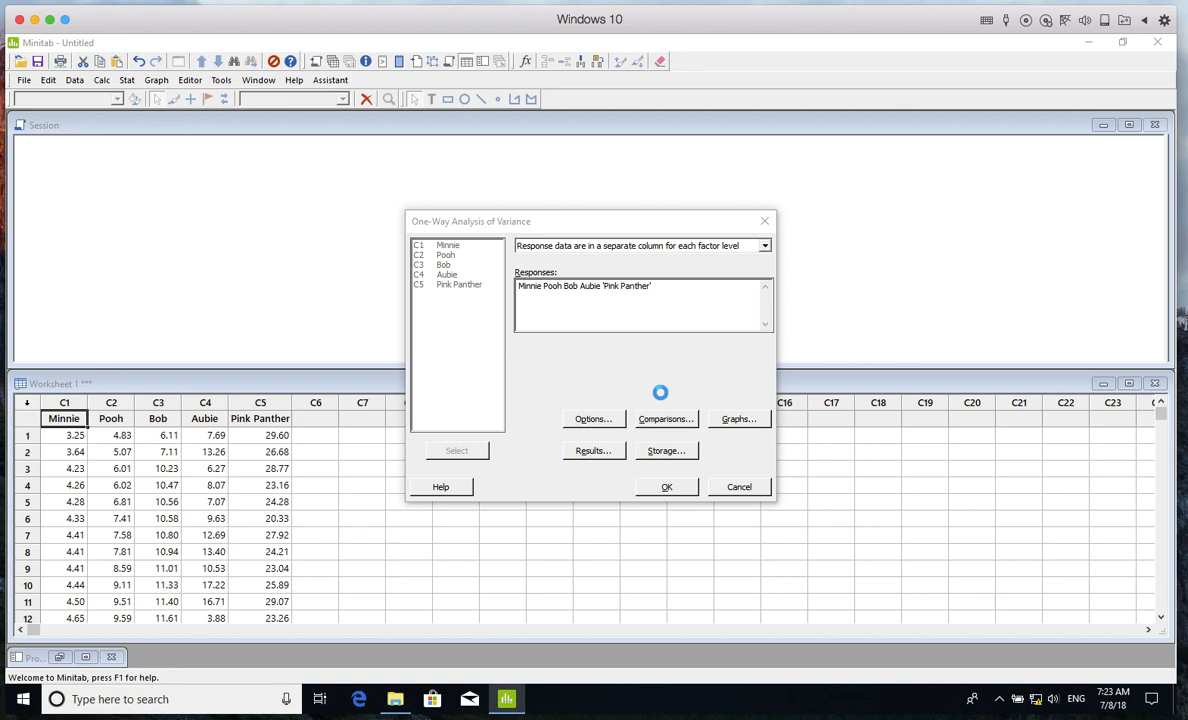 Windows 10
Minitab - Untitled
File Edit Data Calc Stat Graph Editor Tools Window Help Assistant
Session
One-Way Analysis of Variance
C1 Minnie
C2 Pooh
C3 Bob
C4 Aubie
C5 Pink Panther
Response data are in a separate column for each factor level
Responses:
Minnie Pooh Bob Aubie 'Pink Panther'
Options... Comparisons... Graphs...
Select Results... Storage...
Help OK Cancel
Worksheet 1 ***
C1 C2 C3 C4 C5 C6 C7 C16 C17 C18 C19 C20 C21 C22 C23
Minnie Pooh Bob Aubie Pink Panther
1 3.25 4.83 6.11 7.69 29.60
2 3.64 5.07 7.11 13.26 26.68
3 4.23 6.01 10.23 6.27 28.77
4 4.26 6.02 10.47 8.07 23.16
5 4.28 6.81 10.56 7.07 24.28
6 4.33 7.41 10.58 9.63 20.33
7 4.41 7.58 10.80 12.69 27.92
8 4.41 7.81 10.94 13.40 24.21
9 4.41 8.59 11.01 10.53 23.04
10 4.44 9.11 11.33 17.22 25.89
11 4.50 9.51 11.40 16.71 29.07
12 4.65 9.59 11.61 3.88 23.26
Pro...
Welcome to Minitab, press F1 for help.
Type here to search
ENG
7:23 AM
7/8/18